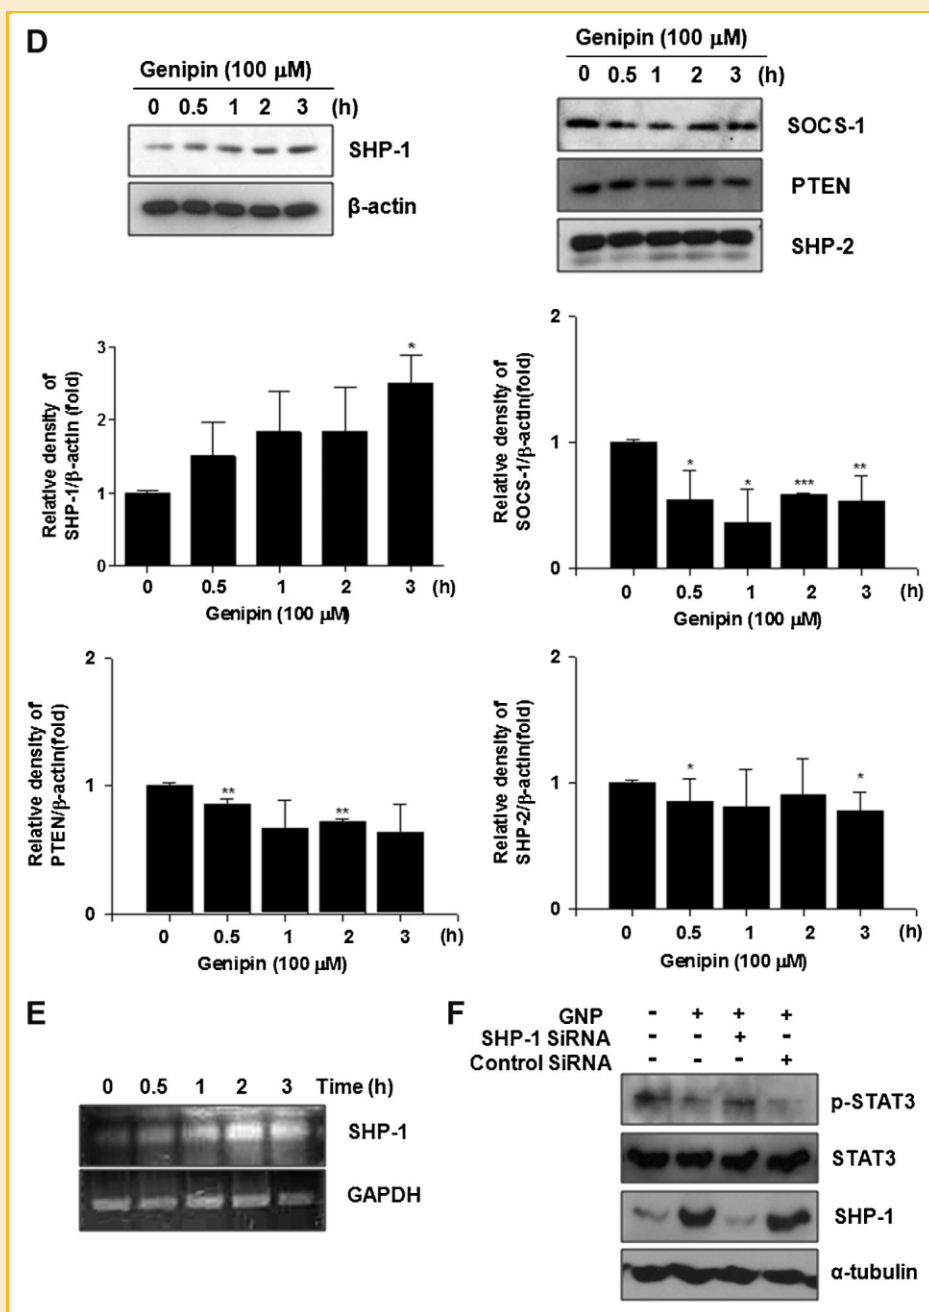 D
Genipin (100 μM)
0 0.5 1 2 3 (h)
SHP-1
β-actin
Genipin (100 μM)
0 0.5 1 2 3 (h)
SOCS-1
PTEN
SHP-2
Relative density of
SHP-1/β-actin (fold)
3
2
1
0
*
0 0.5 1 2 3 (h)
Genipin (100 μM)
Relative density of
SOCS-1/β-actin(fold)
2
1
0
* * *** **
0 0.5 1 2 3 (h)
Genipin (100 μM)
Relative density of
PTEN/β-actin(fold)
2
1
0
** **
0 0.5 1 2 3 (h)
Genipin (100 μM)
Relative density of
SHP-2/β-actin(fold)
2
1
0
* *
0 0.5 1 2 3 (h)
Genipin (100 μM)
E
0 0.5 1 2 3 Time (h)
SHP-1
GAPDH
F
GNP - + + +
SHP-1 SiRNA - - + -
Control SiRNA - - - +
p-STAT3
STAT3
SHP-1
α-tubulin